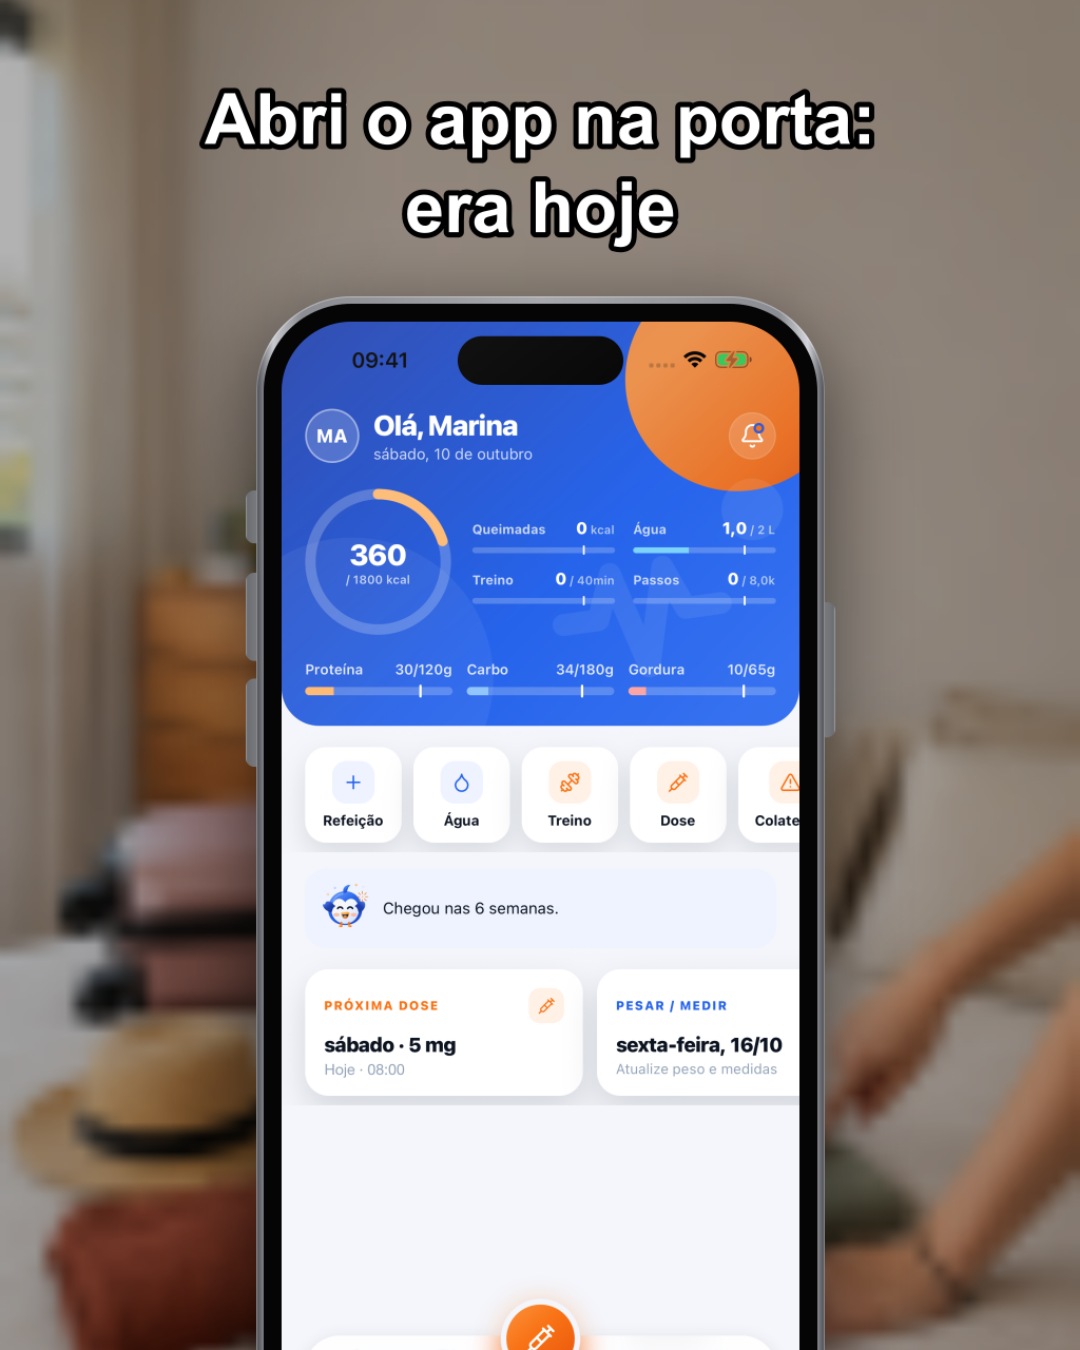 Abri o app na porta:
era hoje
09:41
MA
Olá, Marina
sábado, 10 de outubro
360
/ 1800 kcal
Queimadas 0 kcal
Água 1,0 / 2 L
Treino 0 / 40min
Passos 0 / 8,0k
Proteína 30/120g
Carbo 34/180g
Gordura 10/65g
Refeição
Água
Treino
Dose
Colate
Chegou nas 6 semanas.
PRÓXIMA DOSE
sábado · 5 mg
Hoje · 08:00
PESAR / MEDIR
sexta-feira, 16/10
Atualize peso e medidas